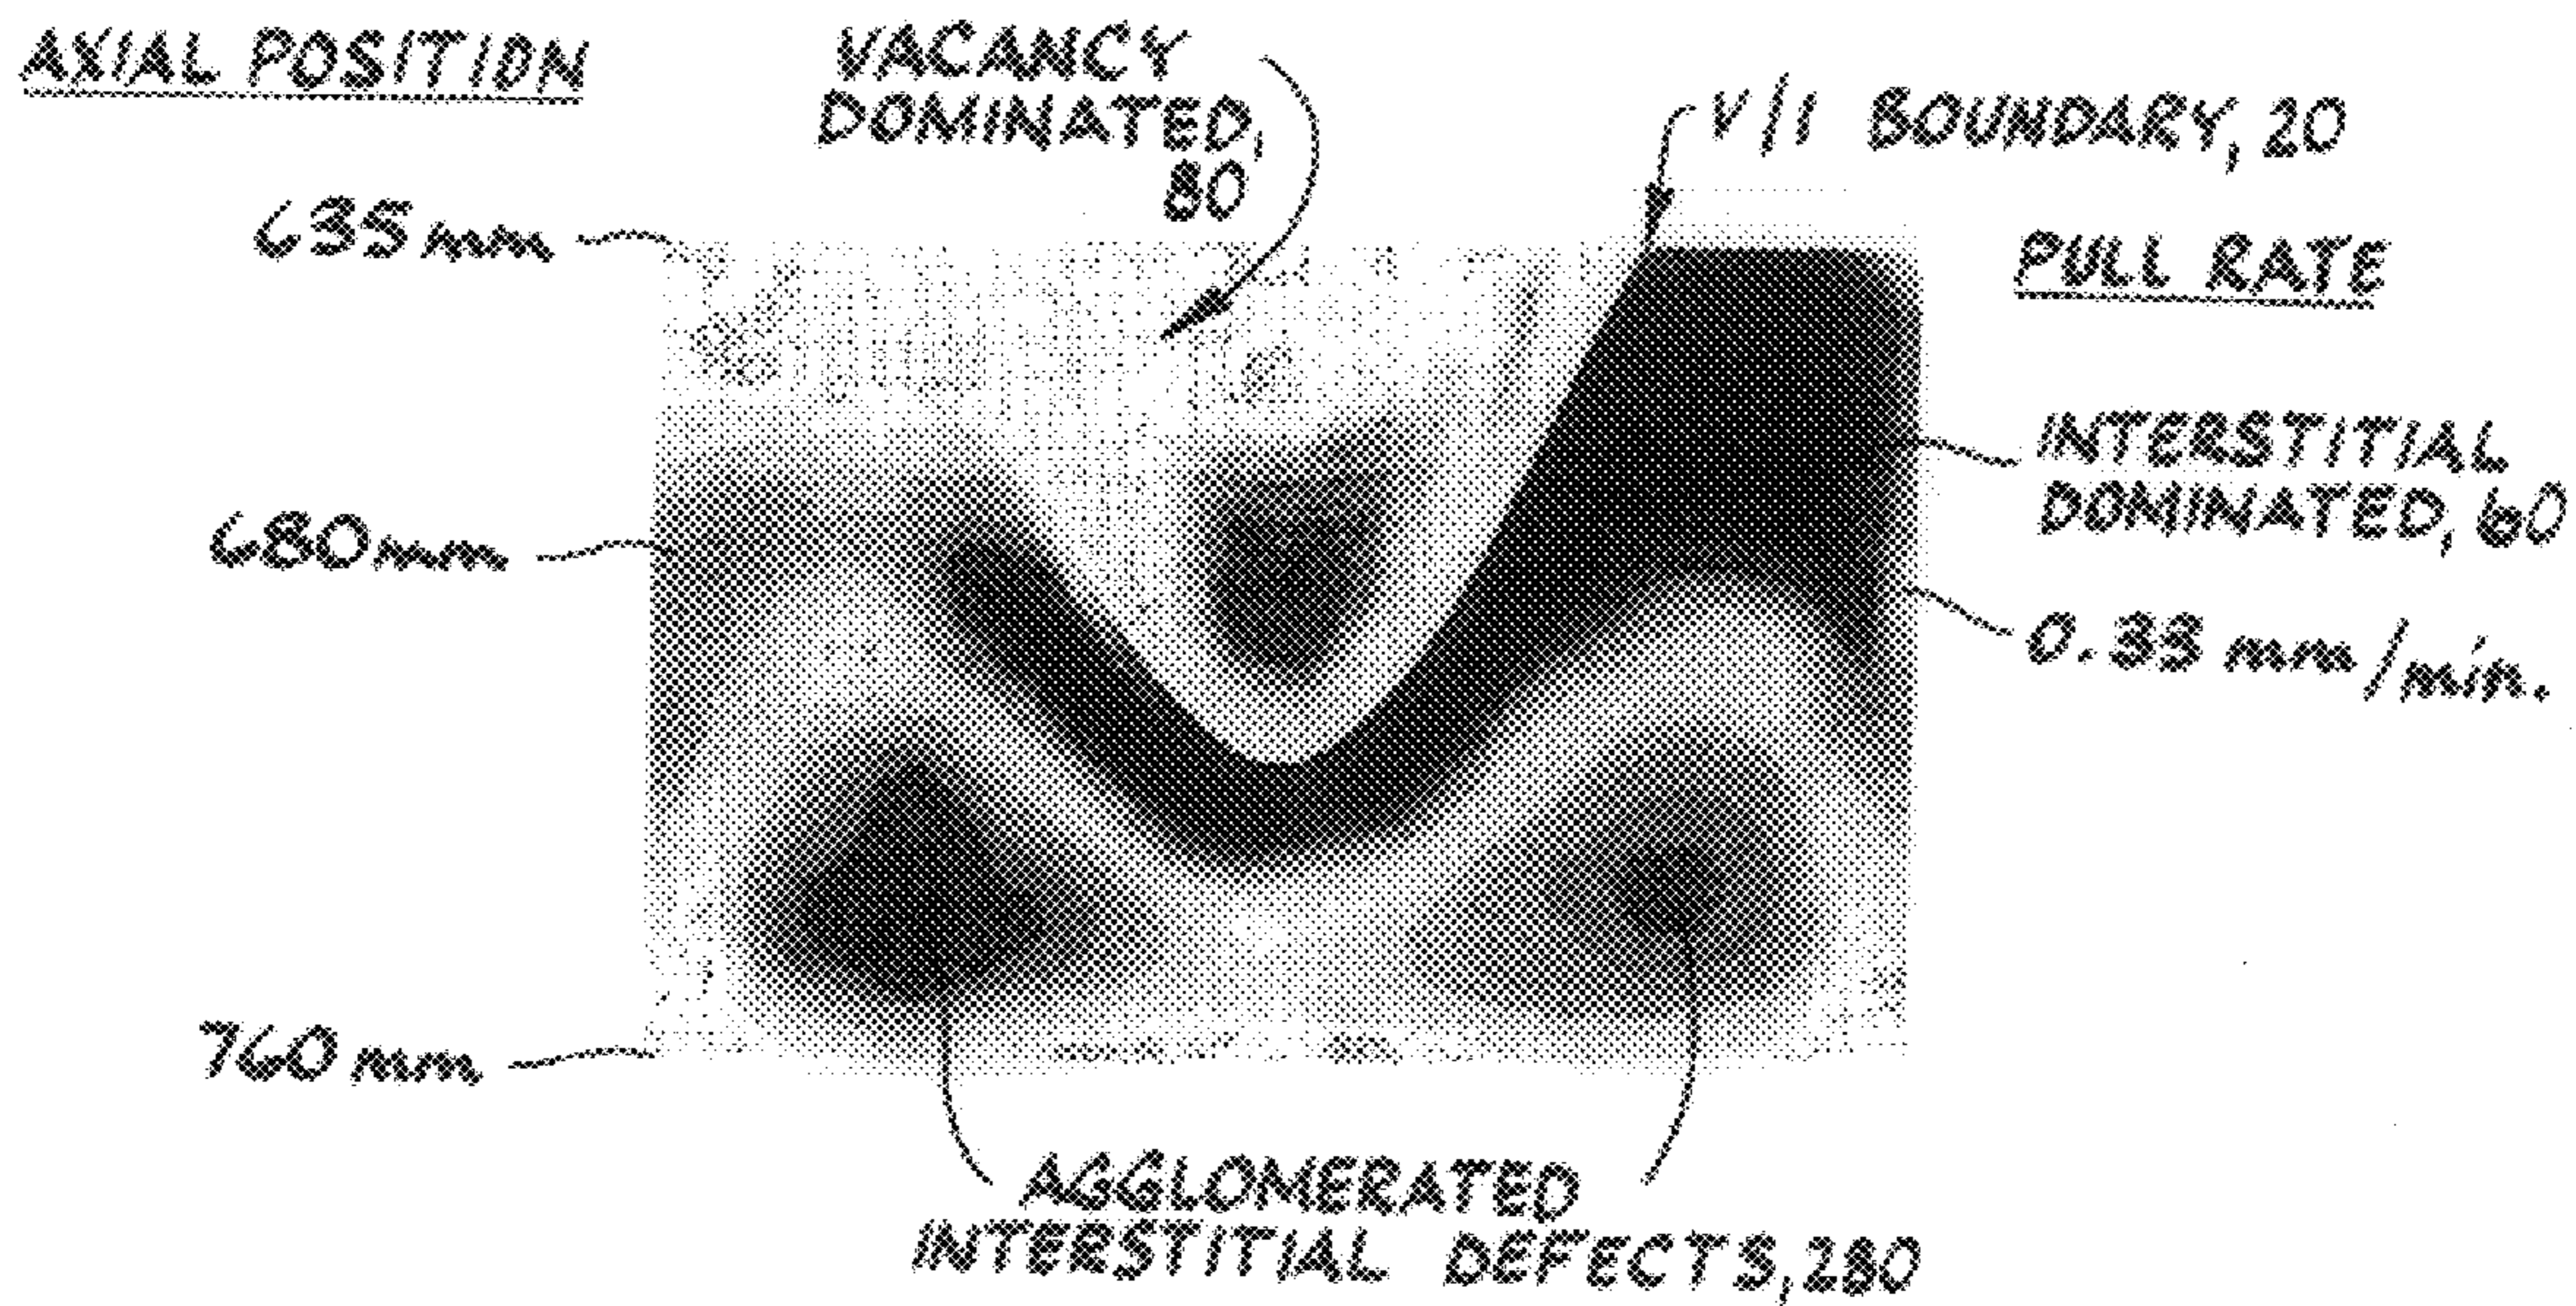 AXIAL POSITION
VACANCY
DOMINATED,
80
V/I BOUNDARY, 20
635 mm
PULL RATE
INTERSTITIAL
DOMINATED, 60
680 mm
0.33 mm/min.
760 mm
AGGLOMERATED
INTERSTITIAL DEFECTS, 280